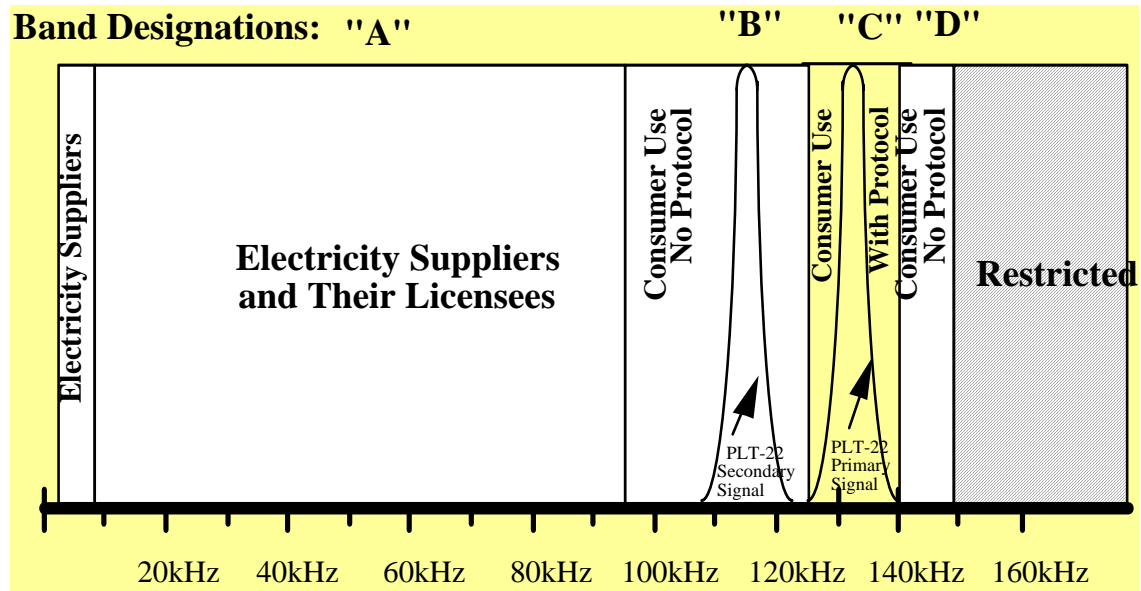 Band Designations: "A" "B" "C" "D"
Electricity Suppliers
Electricity Suppliers
and Their Licensees
Consumer Use
No Protocol
Consumer Use
With Protocol
Consumer Use
No Protocol
Restricted
PLT-22
Secondary
Signal
PLT-22
Primary
Signal
20kHz 40kHz 60kHz 80kHz 100kHz 120kHz 140kHz 160kHz